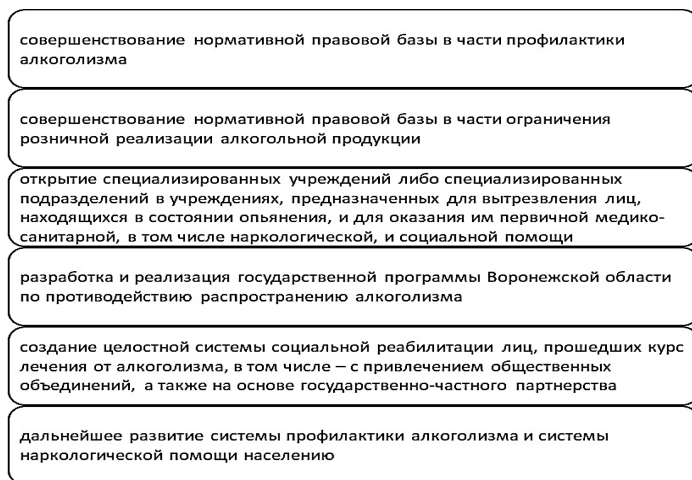 совершенствование нормативной правовой базы в части профилактики
алкоголизма
совершенствование нормативной правовой базы в части ограничения
розничной реализации алкогольной продукции
открытие специализированных учреждений либо специализированных
подразделений в учреждениях, предназначенных для вытрезвления лиц,
находящихся в состоянии опьянения, и для оказания им первичной медико-
санитарной, в том числе наркологической, и социальной помощи
разработка и реализация государственной программы Воронежской области
по противодействию распространению алкоголизма
создание целостной системы социальной реабилитации лиц, прошедших курс
лечения от алкоголизма, в том числе – с привлечением общественных
объединений, а также на основе государственно-частного партнерства
дальнейшее развитие системы профилактики алкоголизма и системы
наркологической помощи населению